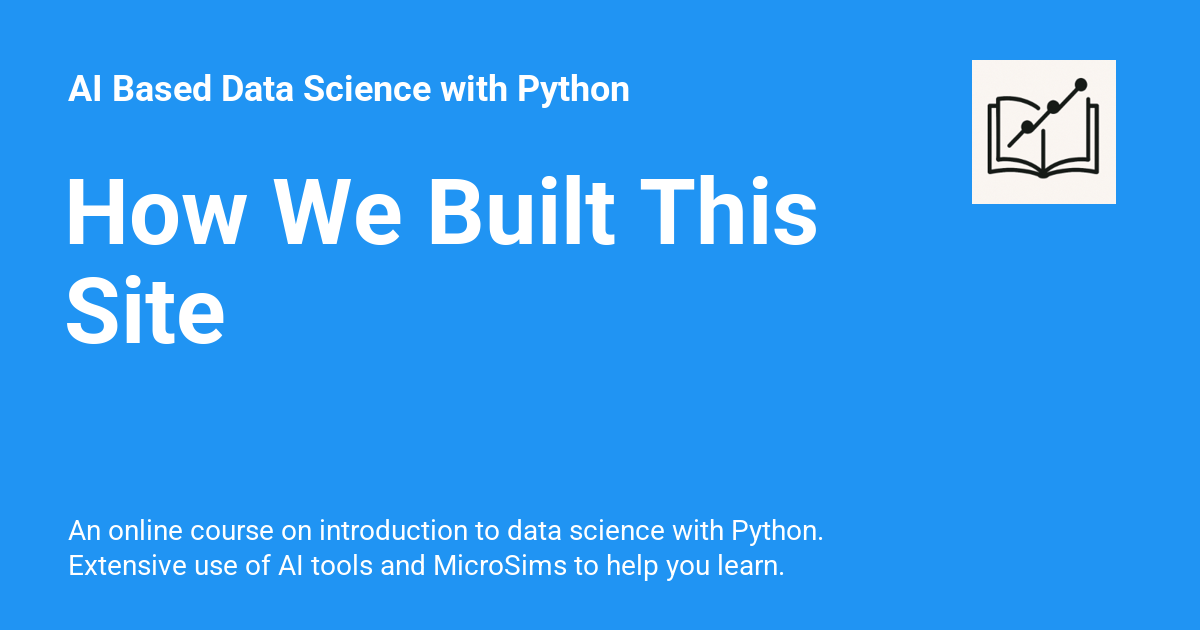 AI Based Data Science with Python
How We Built This
Site
An online course on introduction to data science with Python.
Extensive use of AI tools and MicroSims to help you learn.